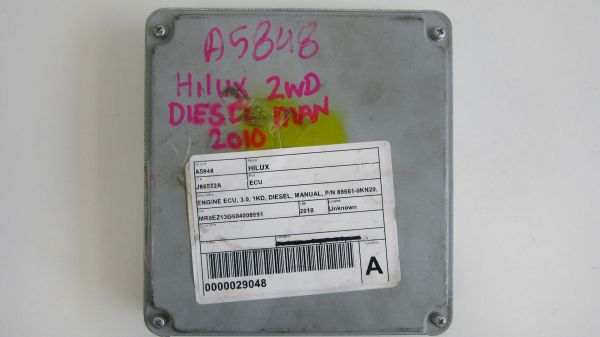 A5848
HILUX 2WD
DIESEL MAN
2010
A5848 HILUX
J86552A ECU
ENGINE ECU, 3.0, 1KD, DIESEL, MANUAL, P/N 89661-0KN20,
MR0EZ13G604008591 2010 Unknown
A
0000029048